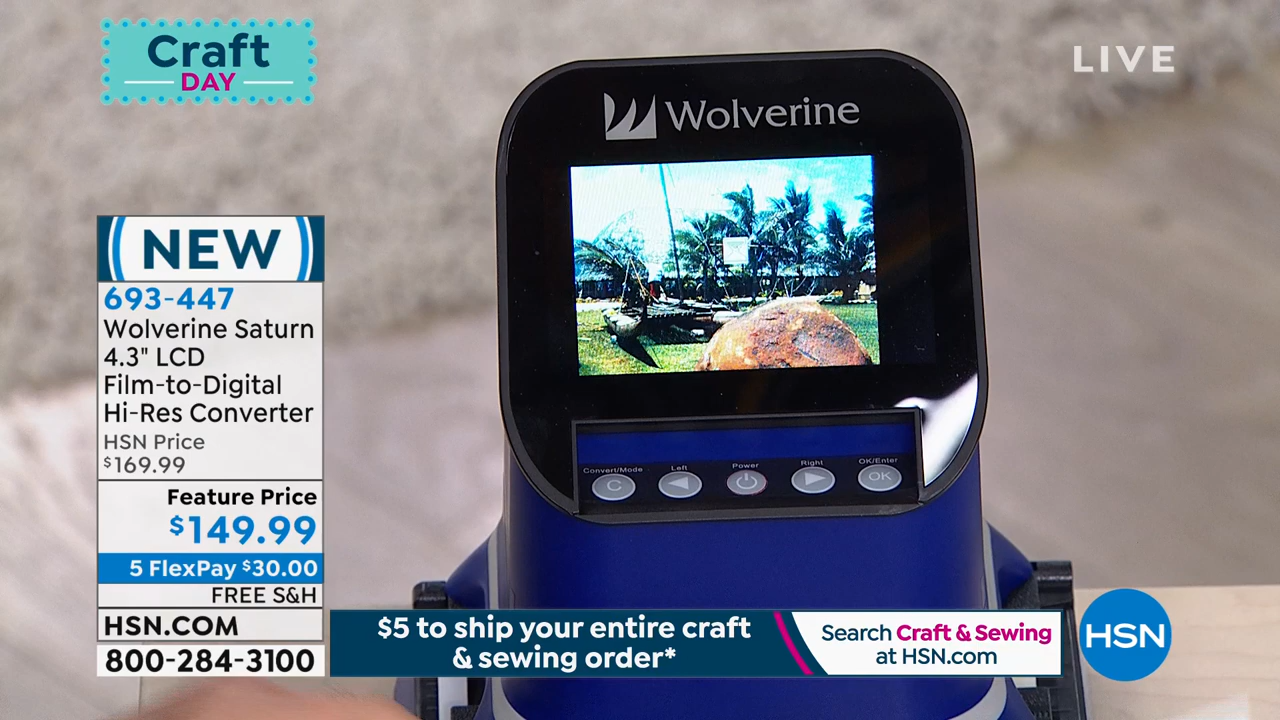 Craft
DAY
LIVE
Wolverine
NEW
693-447
Wolverine Saturn
4.3" LCD
Film-to-Digital
Hi-Res Converter
HSN Price
$169.99
Feature Price
$149.99
5 FlexPay $30.00
FREE S&H
HSN.COM
800-284-3100
Convert/Mode Left Power Right OK/Enter
C OK
$5 to ship your entire craft
& sewing order*
Search Craft & Sewing
at HSN.com
HSN